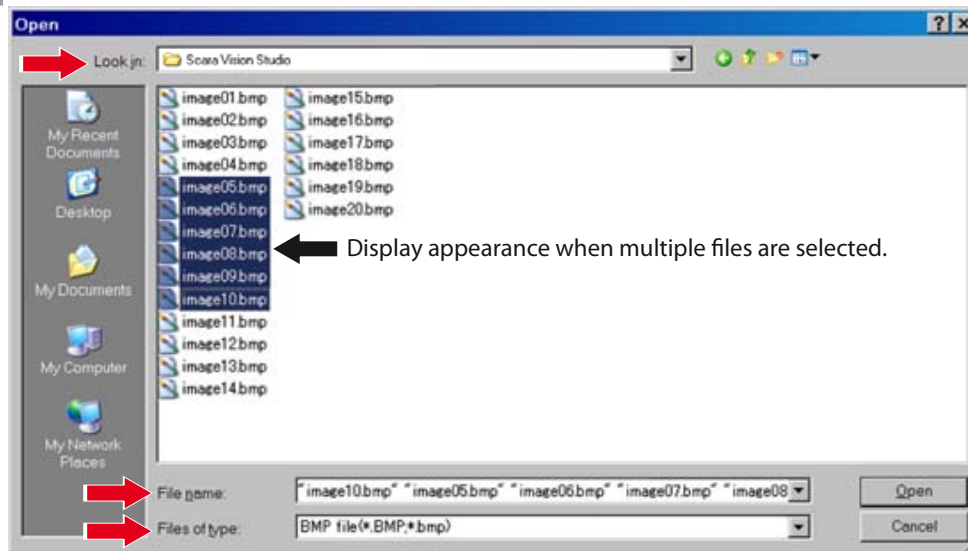 Open
Look in:
Scara Vision Studio
My Recent
Documents
Desktop
My Documents
My Computer
My Network
Places
image01.bmp
image02.bmp
image03.bmp
image04.bmp
image05.bmp
image06.bmp
image07.bmp
image08.bmp
image09.bmp
image10.bmp
image11.bmp
image12.bmp
image13.bmp
image14.bmp
image15.bmp
image16.bmp
image17.bmp
image18.bmp
image19.bmp
image20.bmp
Display appearance when multiple files are selected.
File name:
"image10.bmp" "image05.bmp" "image06.bmp" "image07.bmp" "image08
Open
Files of type:
BMP file(*.BMP;*.bmp)
Cancel